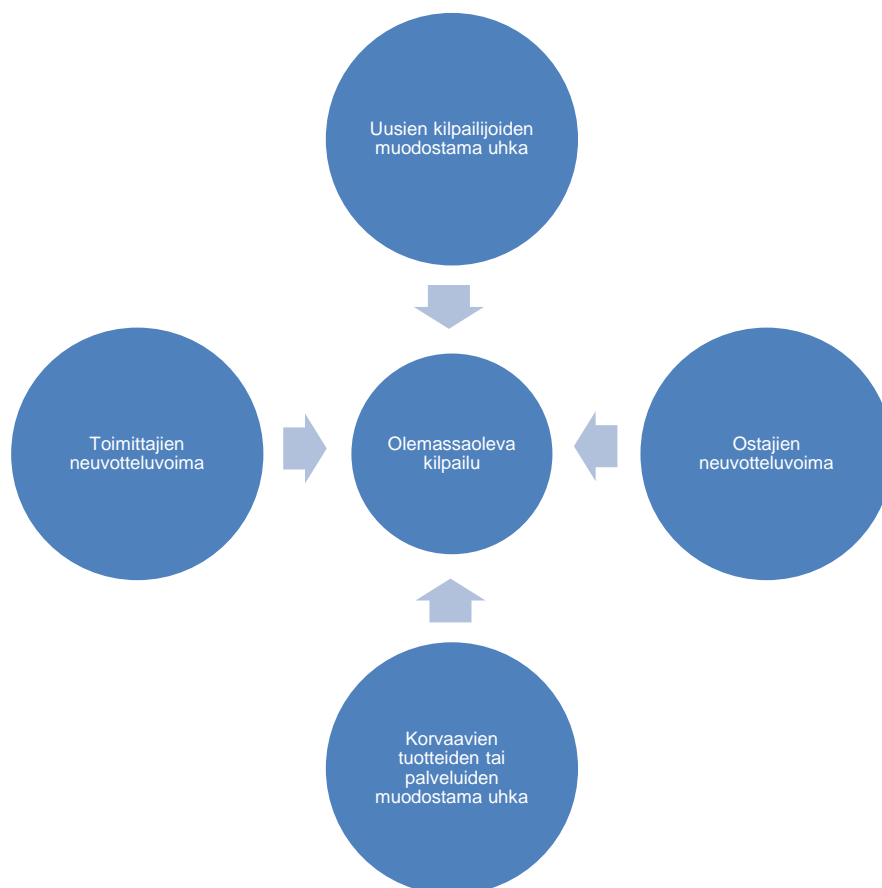 Uusien kilpailijoiden
muodostama uhka
Toimittajien
neuvotteluvoima
Olemassaoleva
kilpailu
Ostajien
neuvotteluvoima
Korvaavien
tuotteiden tai
palveluiden
muodostama uhka